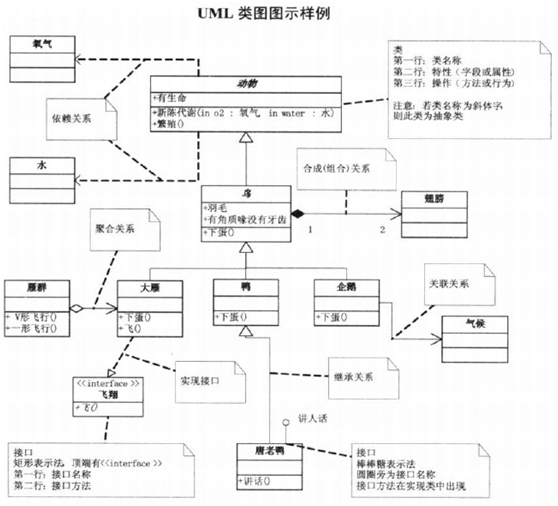 UML 类图图示样例
氧气
动物
+有生命
+新陈代谢(in o2 : 氧气, in water : 水)
+繁殖()
类
第一行：类名称
第二行：特性（字段或属性）
第三行：操作（方法或行为）
注意：若类名称为斜体字
则此类为抽象类
依赖关系
水
合成(组合)关系
鸟
+羽毛
+有角质喙没有牙齿
+下蛋()
1
2
翅膀
聚合关系
关联关系
雁群
+ V形飞行()
+一形飞行()
大雁
+下蛋()
+飞()
鸭
+下蛋()
企鹅
+下蛋()
气候
<<interface>>
飞翔
+飞()
实现接口
继承关系
讲人话
接口
矩形表示法，顶端有<<interface>>
第一行：接口名称
第二行：接口方法
唐老鸭
+讲话()
接口
棒棒糖表示法
圆圈旁为接口名称
接口方法在实现类中出现